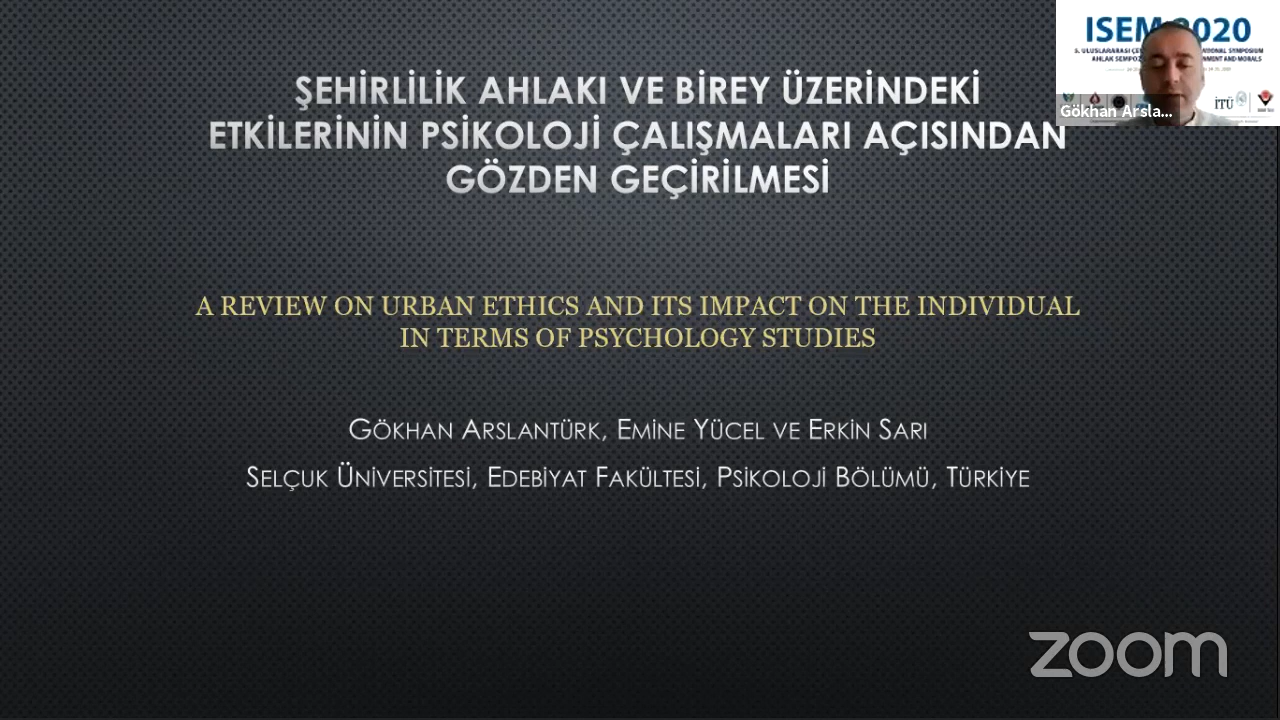 ŞEHİRLİLİK AHLAKI VE BİREY ÜZERİNDEKİ
ETKİLERİNİN PSİKOLOJİ ÇALIŞMALARI AÇISINDAN
GÖZDEN GEÇİRİLMESİ
A REVIEW ON URBAN ETHICS AND ITS IMPACT ON THE INDIVIDUAL
IN TERMS OF PSYCHOLOGY STUDIES
GÖKHAN ARSLANTÜRK, EMİNE YÜCEL VE ERKİN SARI
SELÇUK ÜNİVERSİTESİ, EDEBİYAT FAKÜLTESİ, PSİKOLOJİ BÖLÜMÜ, TÜRKİYE
ISEM 2020
AHLAK
İTÜ
Gökhan Arsla...
zoom